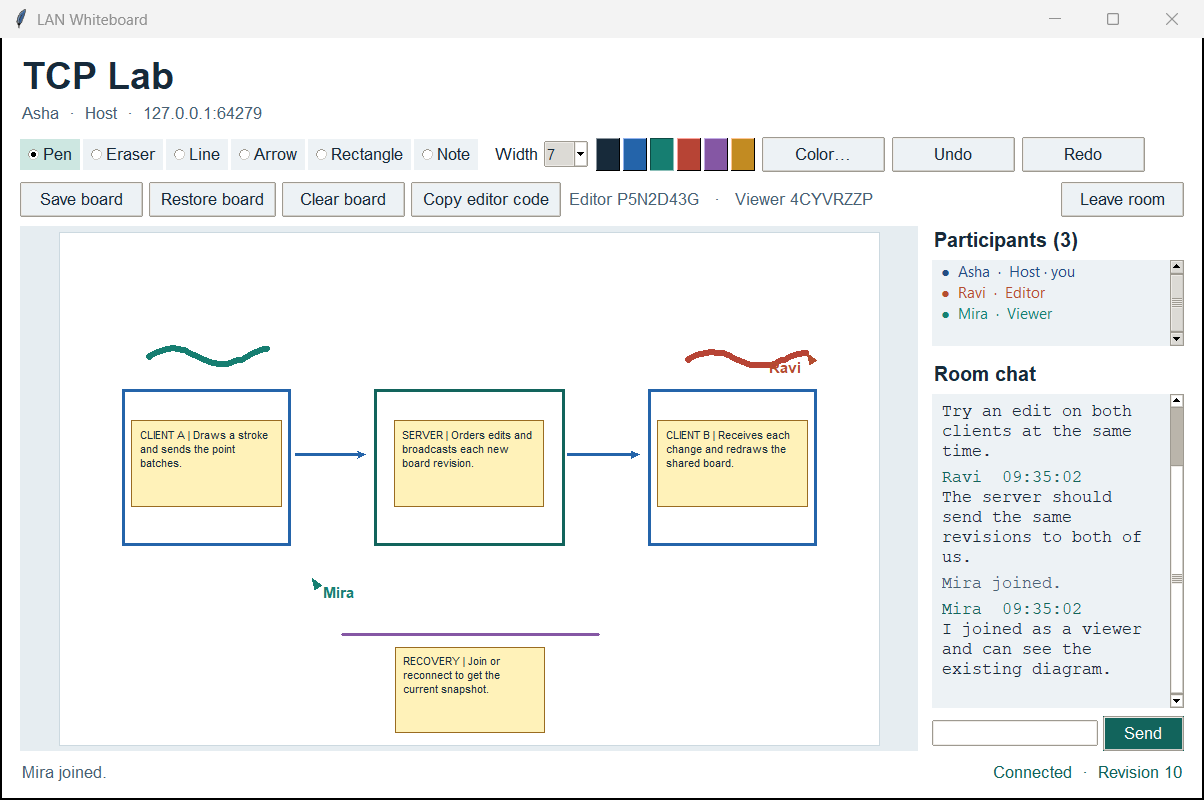 LAN Whiteboard
TCP Lab
Asha · Host · 127.0.0.1:64279
Pen Eraser Line Arrow Rectangle Note Width 7 Color... Undo Redo
Save board Restore board Clear board Copy editor code Editor P5N2D43G · Viewer 4CYVRZZP Leave room
Ravi
CLIENT A | Draws a stroke
and sends the point
batches.
SERVER | Orders edits and
broadcasts each new
board revision.
CLIENT B | Receives each
change and redraws the
shared board.
Mira
RECOVERY | Join or
reconnect to get the
current snapshot.
Participants (3)
Asha · Host · you
Ravi · Editor
Mira · Viewer
Room chat
Try an edit on both
clients at the same
time.
Ravi 09:35:02
The server should
send the same
revisions to both of
us.
Mira joined.
Mira 09:35:02
I joined as a viewer
and can see the
existing diagram.
Send
Mira joined.
Connected · Revision 10